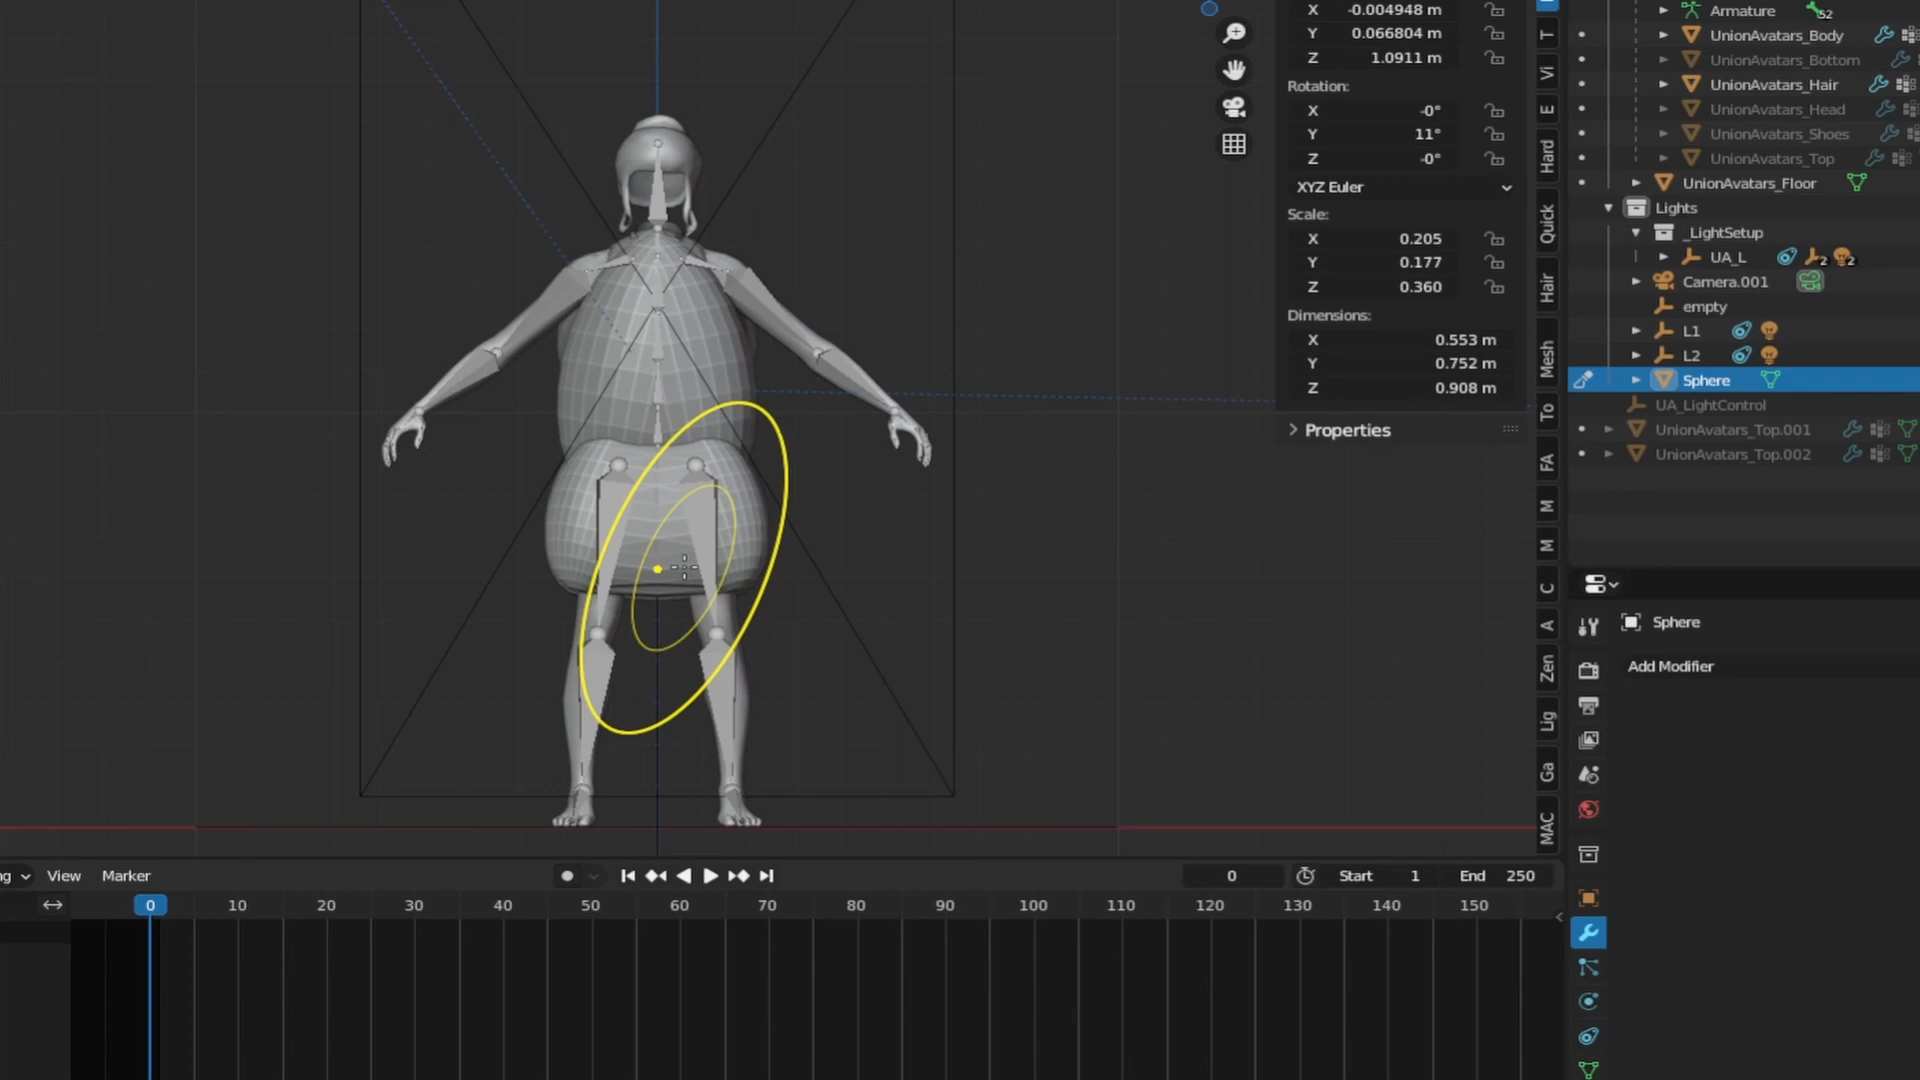 X -0.004948 m
Y 0.066804 m
Z 1.0911 m
Rotation:
X -0°
Y 11°
Z -0°
XYZ Euler
Scale:
X 0.205
Y 0.177
Z 0.360
Dimensions:
X 0.553 m
Y 0.752 m
Z 0.908 m
Properties
T
Vi
E
Hard
Quick
Hair
Mesh
To
FA
M
M
C
A
Zen
Lig
Ga
MAC
Armature 52
UnionAvatars_Body
UnionAvatars_Bottom
UnionAvatars_Hair
UnionAvatars_Head
UnionAvatars_Shoes
UnionAvatars_Top
UnionAvatars_Floor
Lights
_LightSetup
UA_L 2 2
Camera.001
empty
L1
L2
Sphere
UA_LightControl
UnionAvatars_Top.001
UnionAvatars_Top.002
Sphere
Add Modifier
ng View Marker 0 Start 1 End 250
0 10 20 30 40 50 60 70 80 90 100 110 120 130 140 150